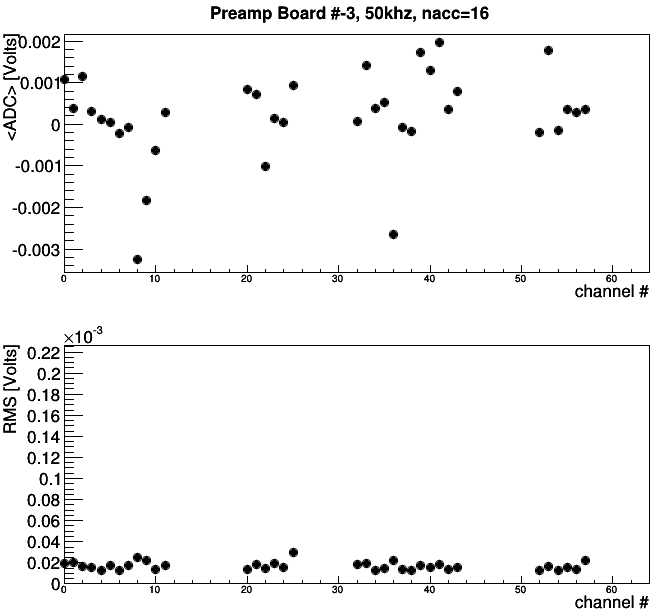 Preamp Board #-3, 50khz, nacc=16
<ADC> [Volts]
0.002
0.001
0
-0.001
-0.002
-0.003
0 10 20 30 40 50 60
channel #
×10-3
RMS [Volts]
0.22
0.2
0.18
0.16
0.14
0.12
0.1
0.08
0.06
0.04
0.02
0
0 10 20 30 40 50 60
channel #